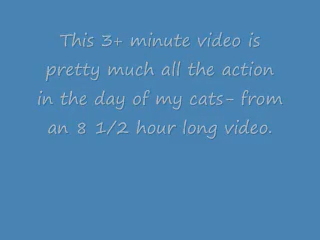 This 3+ minute video is
pretty much all the action
in the day of my cats- from
an 8 1/2 hour long video.